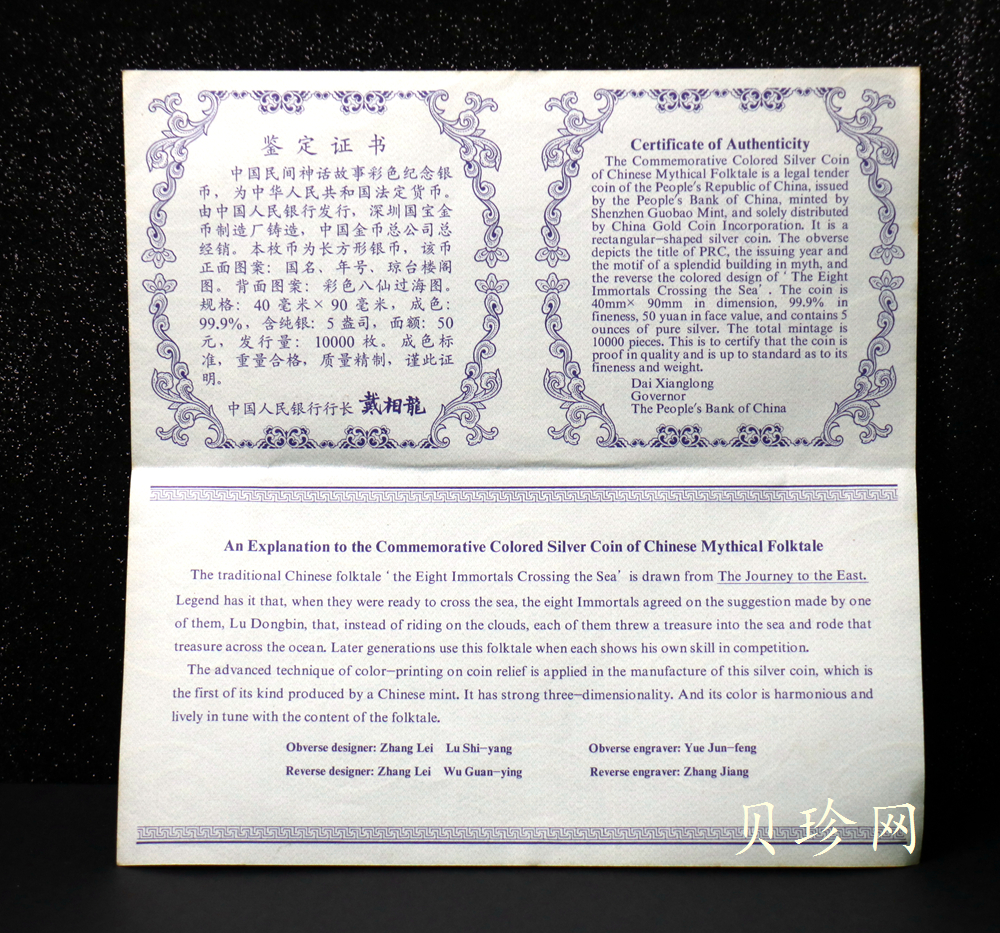 鉴定证书
中国民间神话故事彩色纪念银
币，为中华人民共和国法定货币。
由中国人民银行发行，深圳国宝金
币制造厂铸造，中国金币总公司总
经销。本枚币为长方形银币，该币
正面图案：国名、年号、琼台楼阁
图。背面图案：彩色八仙过海图。
规格：40毫米×90毫米，成色：
99.9%，含纯银：5盎司，面额：50
元，发行量：10000枚。成色标
准，重量合格，质量精制，谨此证
明。
中国人民银行行长 戴相龍
Certificate of Authenticity
The Commemorative Colored Silver Coin
of Chinese Mythical Folktale is a legal tender
coin of the People's Republic of China, issued
by the People's Bank of China, minted by
Shenzhen Guobao Mint, and solely distributed
by China Gold Coin Incorporation. It is a
rectangular-shaped silver coin. The obverse
depicts the title of PRC, the issuing year and
the motif of a splendid building in myth, and
the reverse the colored design of ' The Eight
Immortals Crossing the Sea' . The coin is
40mm× 90mm in dimension, 99.9% in
fineness, 50 yuan in face value, and contains 5
ounces of pure silver. The total mintage is
10000 pieces. This is to certify that the coin is
proof in quality and is up to standard as to its
fineness and weight.
Dai Xianglong
Governor
The People's Bank of China
An Explanation to the Commemorative Colored Silver Coin of Chinese Mythical Folktale
The traditional Chinese folktale ' the Eight Immortals Crossing the Sea' is drawn from The Journey to the East.
Legend has it that, when they were ready to cross the sea, the eight Immortals agreed on the suggestion made by one
of them, Lu Dongbin, that, instead of riding on the clouds, each of them threw a treasure into the sea and rode that
treasure across the ocean. Later generations use this folktale when each shows his own skill in competition.
The advanced technique of color-printing on coin relief is applied in the manufacture of this silver coin, which is
the first of its kind produced by a Chinese mint. It has strong three-dimensionality. And its color is harmonious and
lively in tune with the content of the folktale.
Obverse designer: Zhang Lei Lu Shi-yang Obverse engraver: Yue Jun-feng
Reverse designer: Zhang Lei Wu Guan-ying Reverse engraver: Zhang Jiang
贝珍网